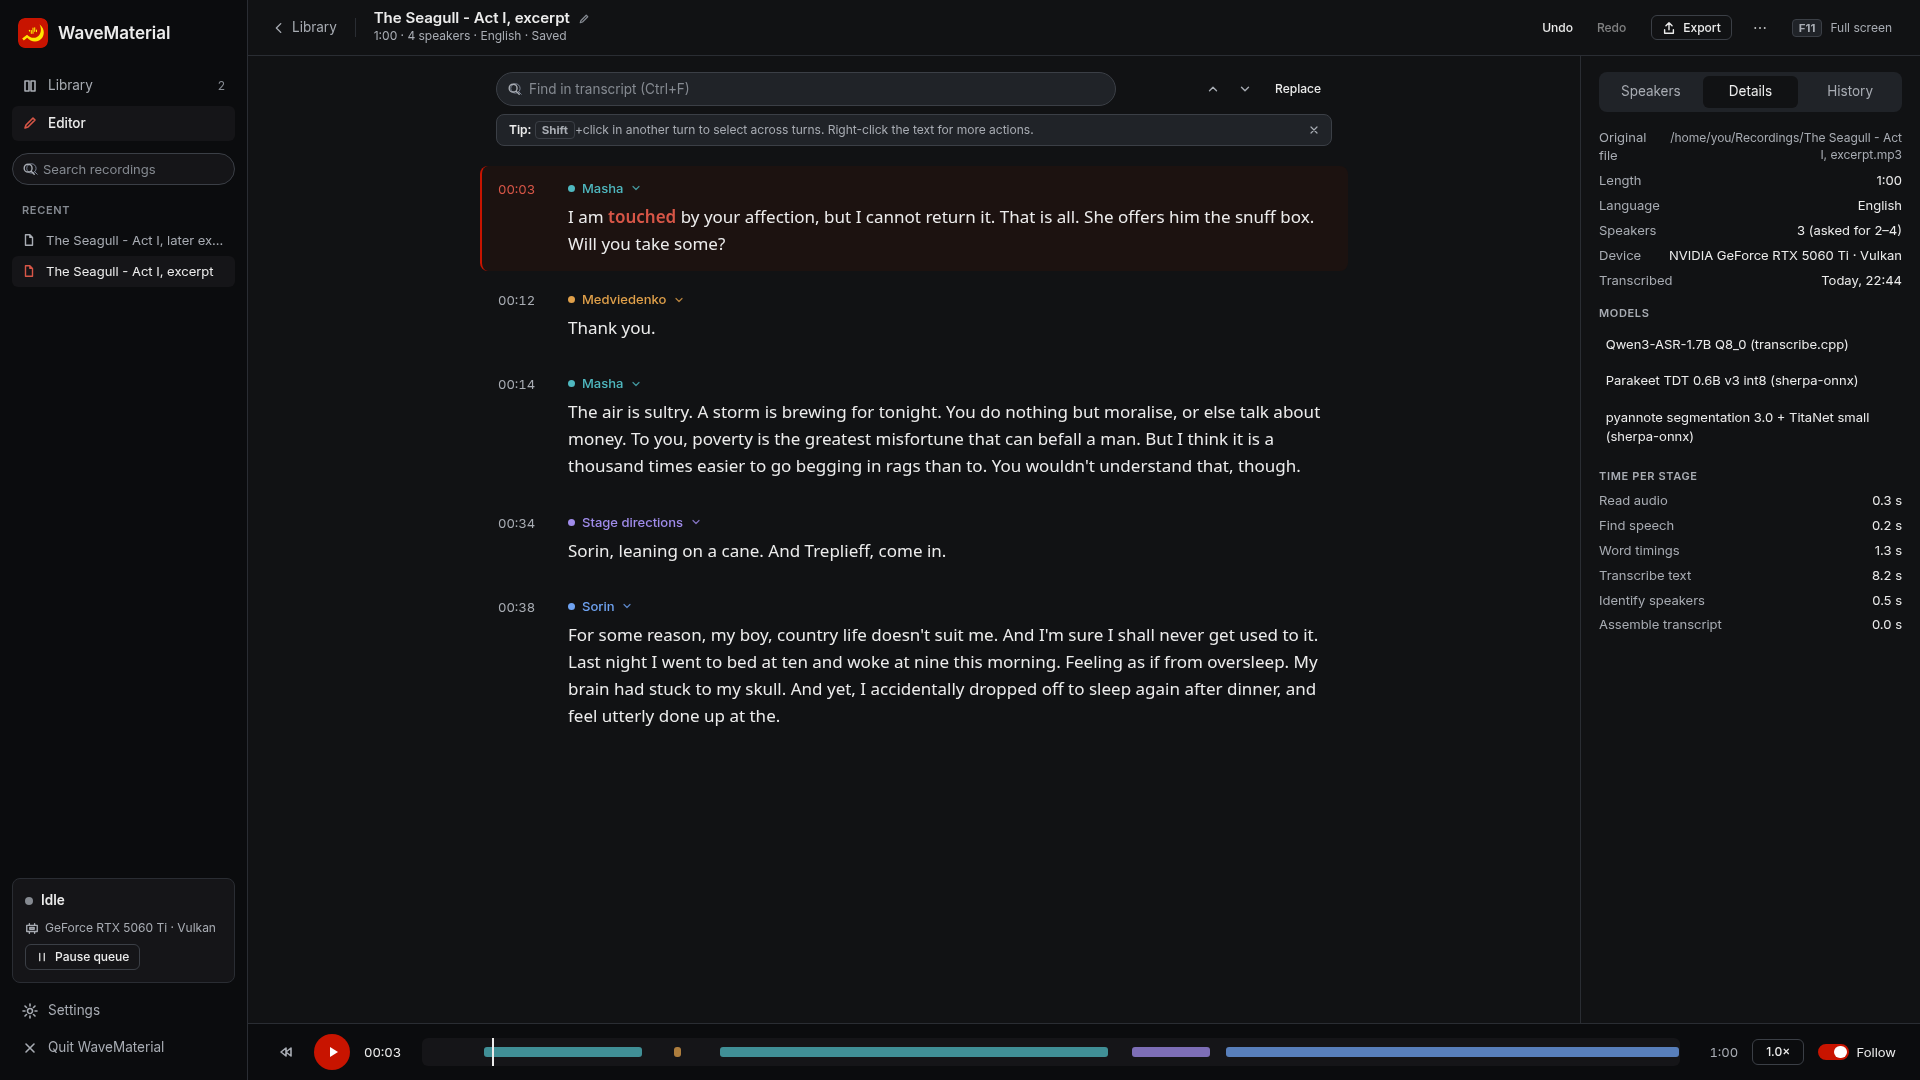 WaveMaterial
Library 2
Editor
Search recordings
RECENT
The Seagull - Act I, later ex...
The Seagull - Act I, excerpt
Idle
GeForce RTX 5060 Ti · Vulkan
Pause queue
Settings
Quit WaveMaterial
Library
The Seagull - Act I, excerpt
1:00 · 4 speakers · English · Saved
Undo
Redo
Export
F11 Full screen
Find in transcript (Ctrl+F)
Replace
Tip: Shift+click in another turn to select across turns. Right-click the text for more actions.
00:03 Masha
I am touched by your affection, but I cannot return it. That is all. She offers him the snuff box.
Will you take some?
00:12 Medviedenko
Thank you.
00:14 Masha
The air is sultry. A storm is brewing for tonight. You do nothing but moralise, or else talk about
money. To you, poverty is the greatest misfortune that can befall a man. But I think it is a
thousand times easier to go begging in rags than to. You wouldn't understand that, though.
00:34 Stage directions
Sorin, leaning on a cane. And Treplieff, come in.
00:38 Sorin
For some reason, my boy, country life doesn't suit me. And I'm sure I shall never get used to it.
Last night I went to bed at ten and woke at nine this morning. Feeling as if from oversleep. My
brain had stuck to my skull. And yet, I accidentally dropped off to sleep again after dinner, and
feel utterly done up at the.
Speakers
Details
History
Original file /home/you/Recordings/The Seagull - Act I, excerpt.mp3
Length 1:00
Language English
Speakers 3 (asked for 2–4)
Device NVIDIA GeForce RTX 5060 Ti · Vulkan
Transcribed Today, 22:44
MODELS
Qwen3-ASR-1.7B Q8_0 (transcribe.cpp)
Parakeet TDT 0.6B v3 int8 (sherpa-onnx)
pyannote segmentation 3.0 + TitaNet small
(sherpa-onnx)
TIME PER STAGE
Read audio 0.3 s
Find speech 0.2 s
Word timings 1.3 s
Transcribe text 8.2 s
Identify speakers 0.5 s
Assemble transcript 0.0 s
00:03
1:00
1.0×
Follow